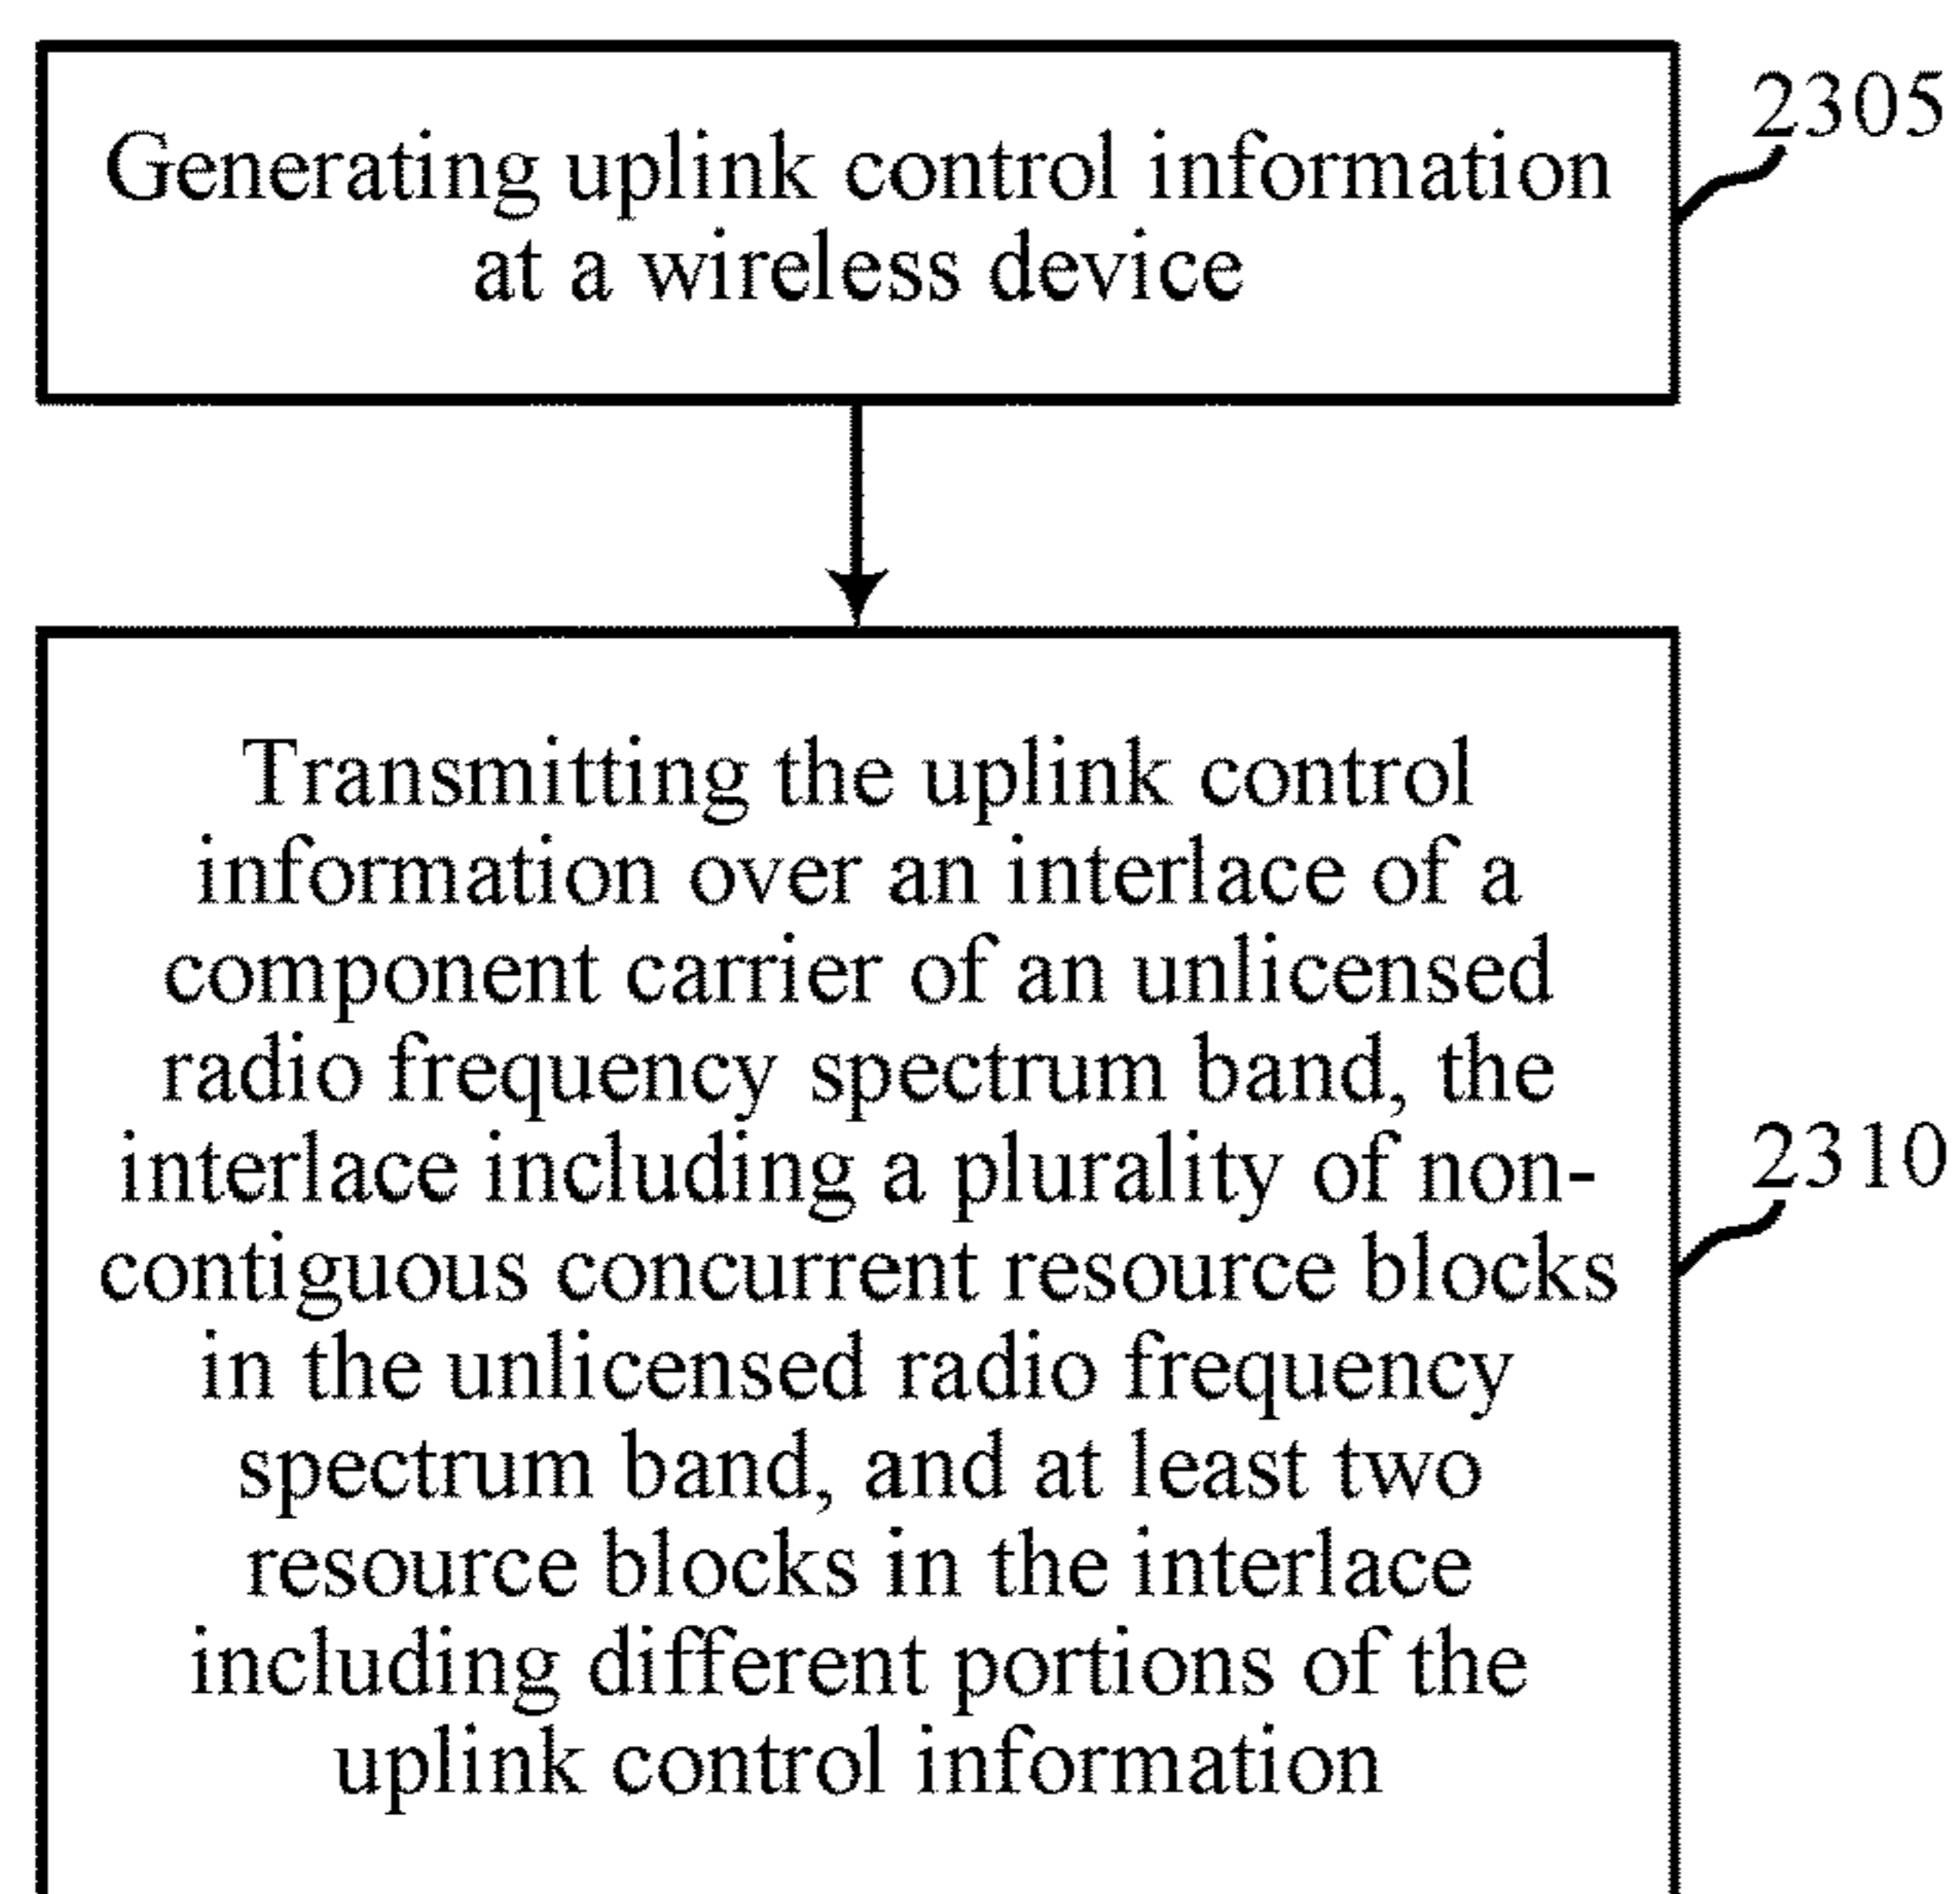 2305
Generating uplink control information
at a wireless device
Transmitting the uplink control
information over an interlace of a
component carrier of an unlicensed
radio frequency spectrum band, the
interlace including a plurality of non-
2310
contiguous concurrent resource blocks
in the unlicensed radio frequency
spectrum band, and at least two
resource blocks in the interlace
including different portions of the
uplink control information